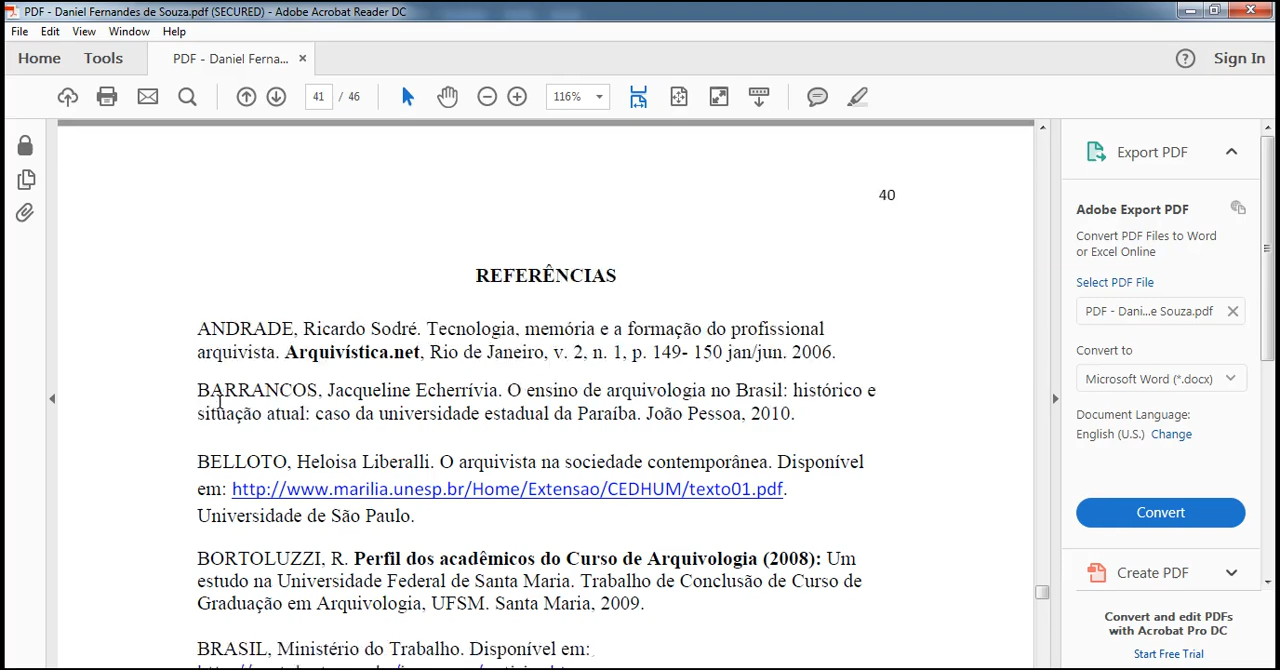 PDF - Daniel Fernandes de Souza.pdf (SECURED) - Adobe Acrobat Reader DC
File Edit View Window Help
Home Tools PDF - Daniel Ferna... × Sign In
41 / 46 116%
40
REFERÊNCIAS
ANDRADE, Ricardo Sodré. Tecnologia, memória e a formação do profissional
arquivista. Arquivística.net, Rio de Janeiro, v. 2, n. 1, p. 149- 150 jan/jun. 2006.
BARRANCOS, Jacqueline Echerrívia. O ensino de arquivologia no Brasil: histórico e
situação atual: caso da universidade estadual da Paraíba. João Pessoa, 2010.
BELLOTO, Heloisa Liberalli. O arquivista na sociedade contemporânea. Disponível
em: http://www.marilia.unesp.br/Home/Extensao/CEDHUM/texto01.pdf.
Universidade de São Paulo.
BORTOLUZZI, R. Perfil dos acadêmicos do Curso de Arquivologia (2008): Um
estudo na Universidade Federal de Santa Maria. Trabalho de Conclusão de Curso de
Graduação em Arquivologia, UFSM. Santa Maria, 2009.
BRASIL, Ministério do Trabalho. Disponível em:
Export PDF
Adobe Export PDF
Convert PDF Files to Word
or Excel Online
Select PDF File
PDF - Dani...e Souza.pdf ×
Convert to
Microsoft Word (*.docx)
Document Language:
English (U.S.) Change
Convert
Create PDF
Convert and edit PDFs
with Acrobat Pro DC
Start Free Trial